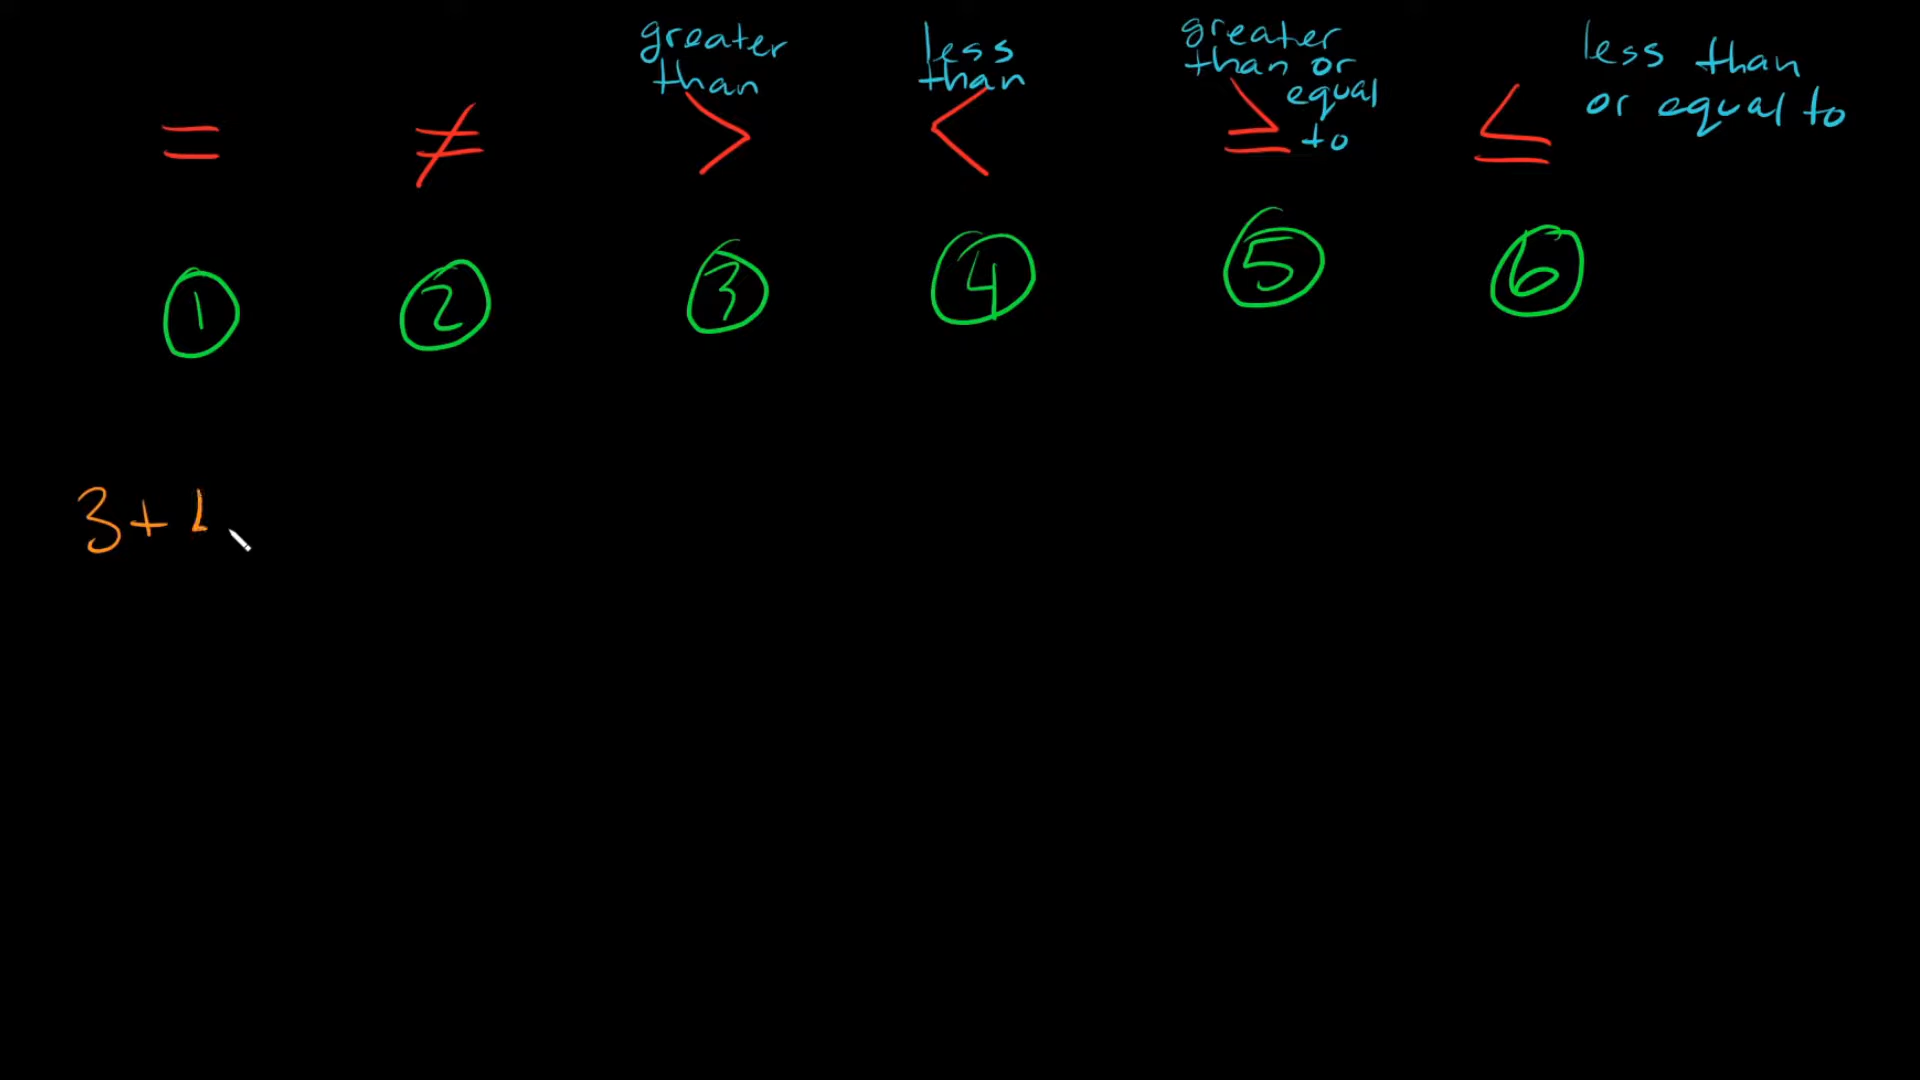 greater than
less than
greater than or equal to
less than or equal to
= ≠ > < ≥ ≤
1 2 3 4 5 6
3+